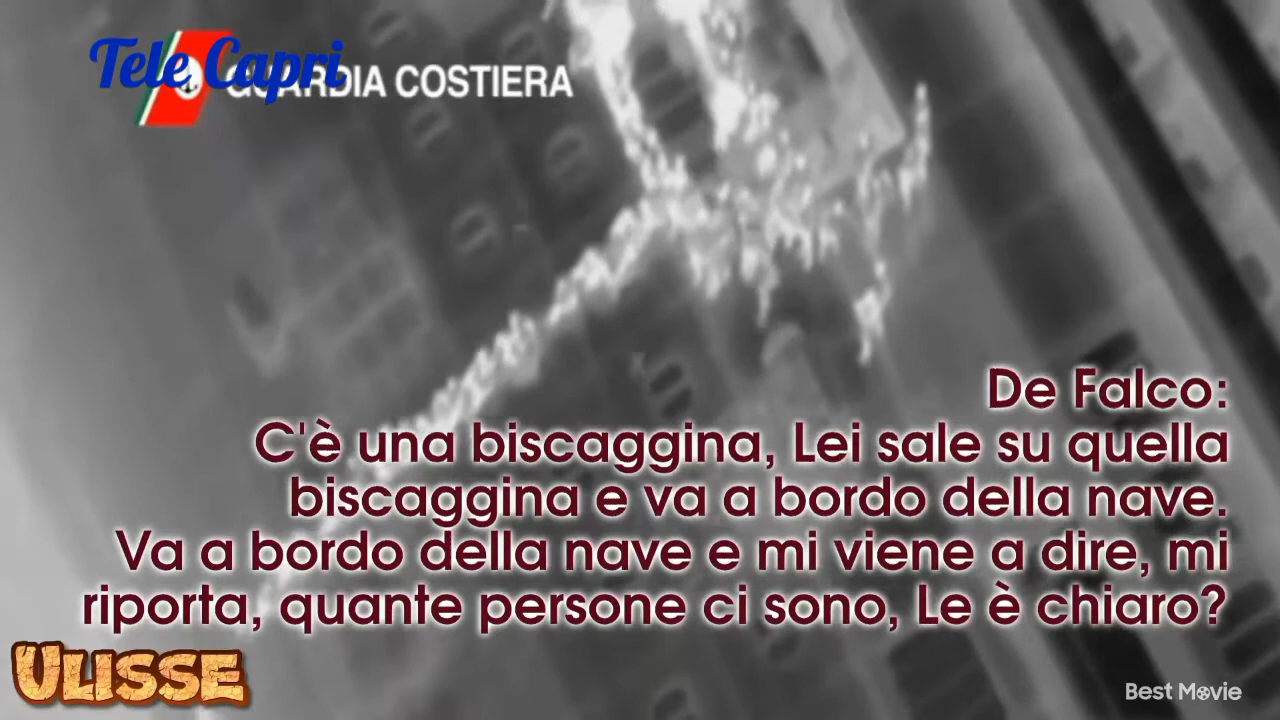 Tele Capri
GUARDIA COSTIERA
De Falco:
C'è una biscaggina, Lei sale su quella
biscaggina e va a bordo della nave.
Va a bordo della nave e mi viene a dire, mi
riporta, quante persone ci sono, Le è chiaro?
ULISSE
Best Movie